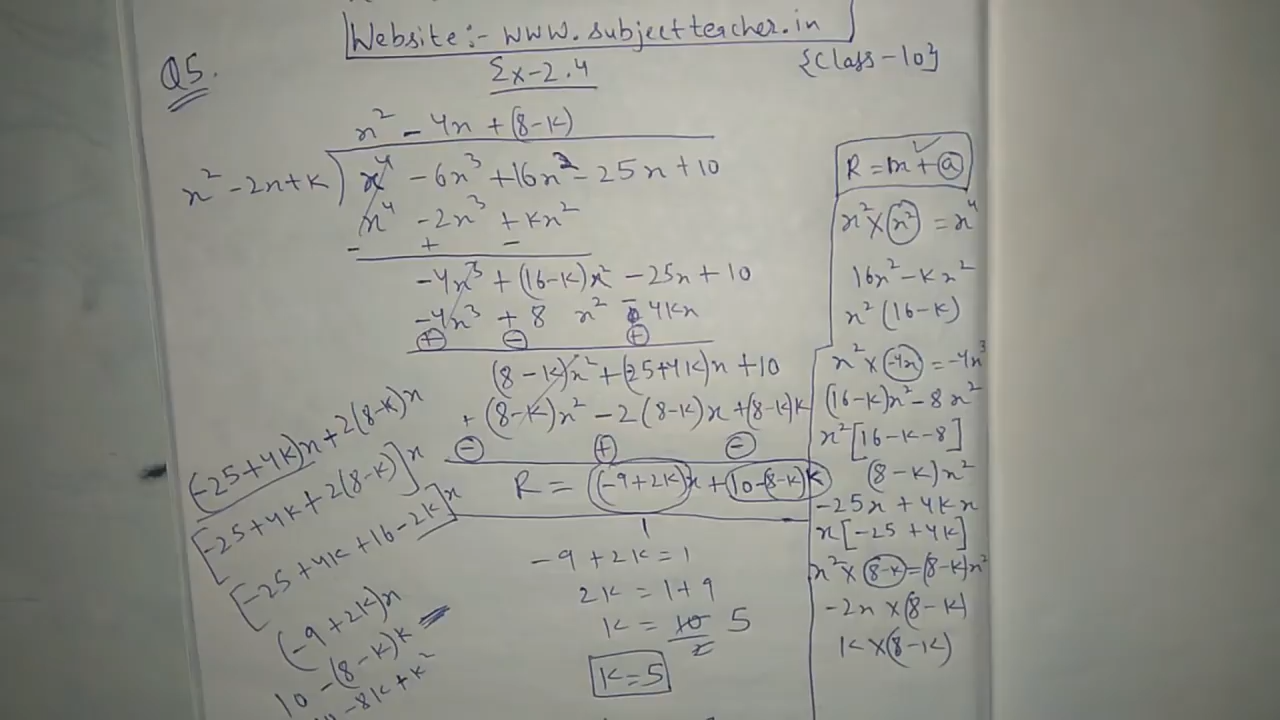 Website:- www.subjectteacher.in
Q5.
Ex-2.4
{Class-10}
x² - 4x + (8-k)
x² - 2x + k ) x⁴ - 6x³ + 16x² - 25x + 10
x⁴ - 2x³ + kx²
- + -
-4x³ + (16-k)x² - 25x + 10
-4x³ + 8 x² - 4kx
+ - +
(8-k)x² + (25+4k)x + 10
+ (8-k)x² - 2(8-k)x + (8-k)k
- + -
R = (-9+2k)x + 10-(8-k)k
-9 + 2k = 1
2k = 1+9
k = 10/2 5
k=5
(-25+4k)x + 2(8-k)x
[-25+4k+2(8-k)]x
[-25+4k+16-2k]x
(-9+2k)x
10-(8-k)k
-8k+k²
R = x + a
x² × x² = x⁴
16x² - kx²
x²(16-k)
x² × -4x = -4x³
(16-k)x² - 8x²
x²[16-k-8]
(8-k)x²
-25x + 4kx
x[-25+4k]
x² × 8-k = (8-k)x²
-2x × (8-k)
k × (8-k)